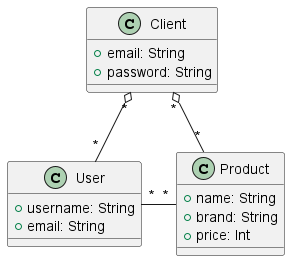 C Client
email: String
password: String
* *
* *
C User
username: String
email: String
* *
C Product
name: String
brand: String
price: Int